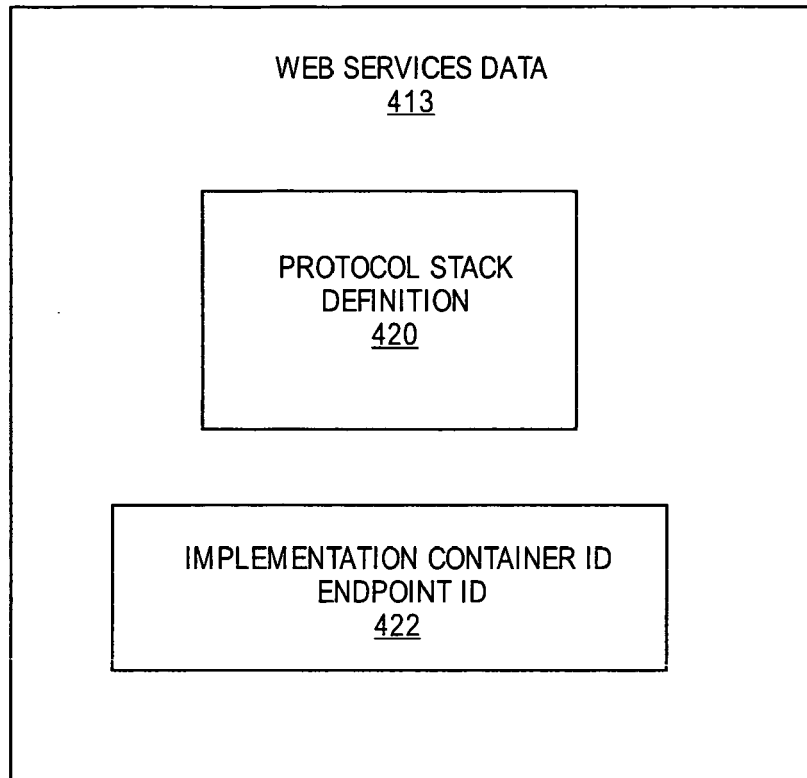 WEB SERVICES DATA
413
PROTOCOL STACK
DEFINITION
420
IMPLEMENTATION CONTAINER ID
ENDPOINT ID
422